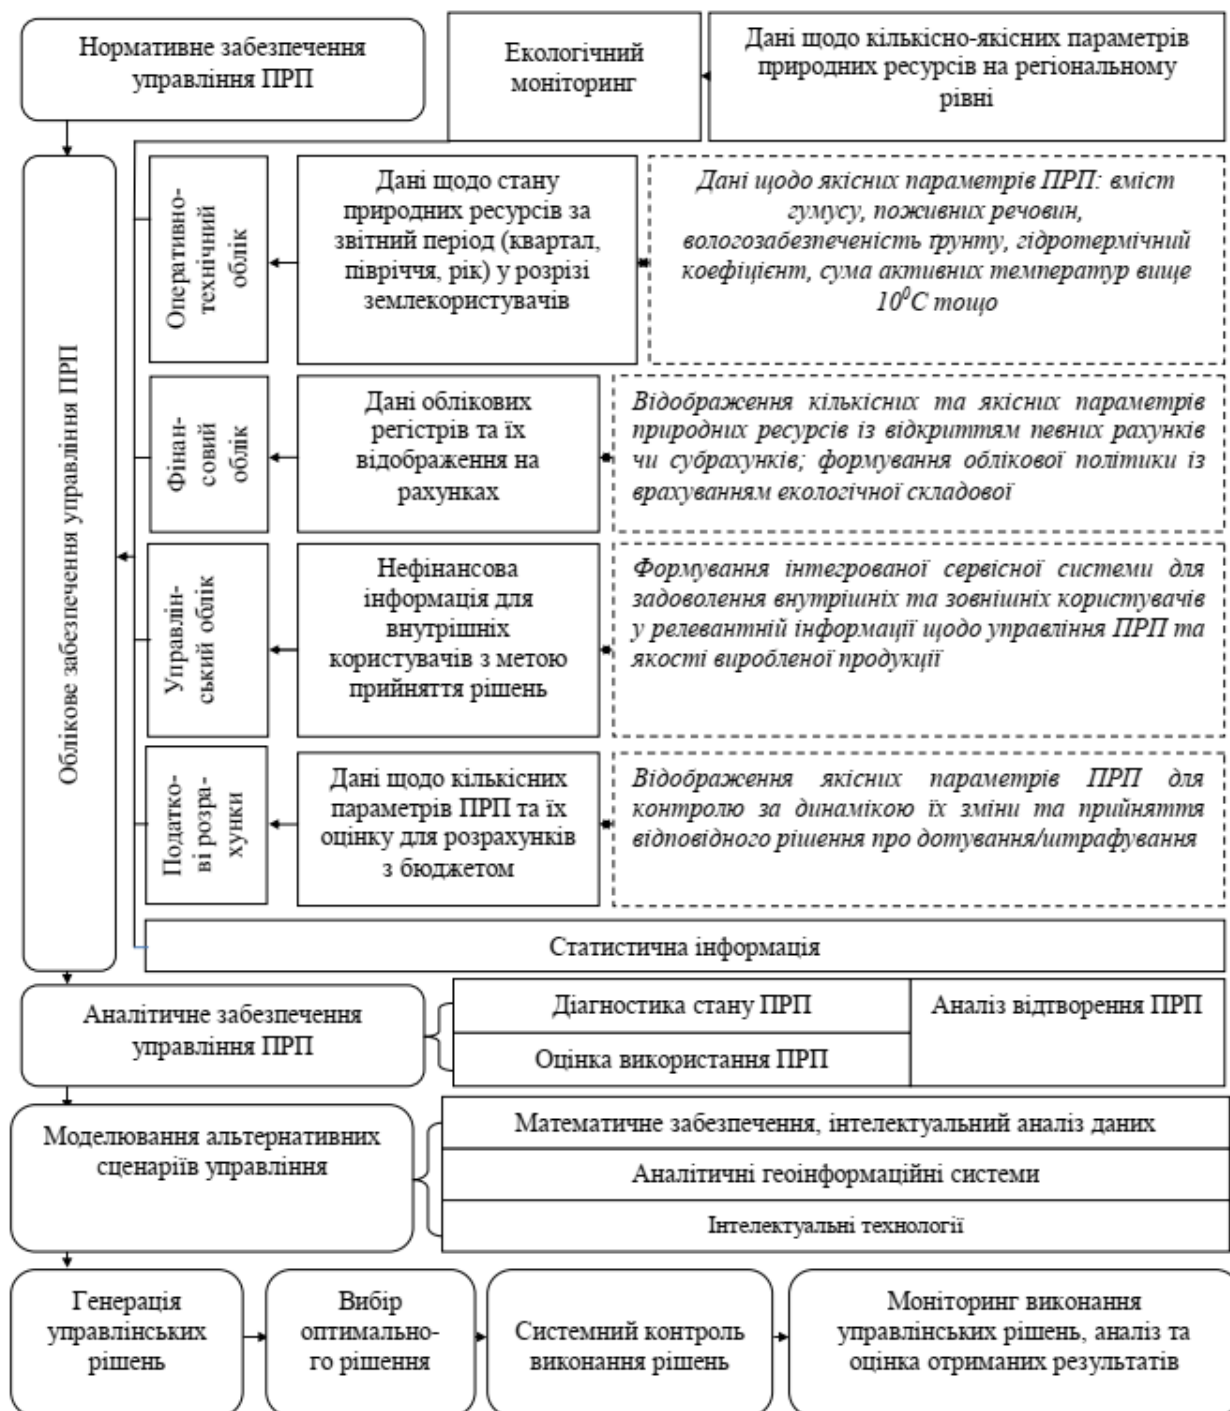 Нормативне забезпечення
управління ПРП
Екологічний
моніторинг
Дані щодо кількісно-якісних параметрів
природних ресурсів на регіональному
рівні
Облікове забезпечення управління ПРП
Оперативно-
технічний
облік
Дані щодо стану
природних ресурсів за
звітний період (квартал,
півріччя, рік) у розрізі
землекористувачів
Дані щодо якісних параметрів ПРП: вміст
гумусу, поживних речовин,
вологозабезпеченість ґрунту, гідротермічний
коефіцієнт, сума активних температур вище
10⁰С тощо
Фінан-
совий
облік
Дані облікових
регістрів та їх
відображення на
рахунках
Відображення кількісних та якісних параметрів
природних ресурсів із відкриттям певних рахунків
чи субрахунків; формування облікової політики із
врахуванням екологічної складової
Управлін-
ський облік
Нефінансова
інформація для
внутрішніх
користувачів з метою
прийняття рішень
Формування інтегрованої сервісної системи для
задоволення внутрішніх та зовнішніх користувачів
у релевантній інформації щодо управління ПРП та
якості виробленої продукції
Податко-
ві розра-
хунки
Дані щодо кількісних
параметрів ПРП та їх
оцінку для розрахунків
з бюджетом
Відображення якісних параметрів ПРП для
контролю за динамікою їх зміни та прийняття
відповідного рішення про дотування/штрафування
Статистична інформація
Аналітичне забезпечення
управління ПРП
Діагностика стану ПРП
Аналіз відтворення ПРП
Оцінка використання ПРП
Моделювання альтернативних
сценаріїв управління
Математичне забезпечення, інтелектуальний аналіз даних
Аналітичні геоінформаційні системи
Інтелектуальні технології
Генерація
управлінських
рішень
Вибір
оптимально-
го рішення
Системний контроль
виконання рішень
Моніторинг виконання
управлінських рішень, аналіз та
оцінка отриманих результатів